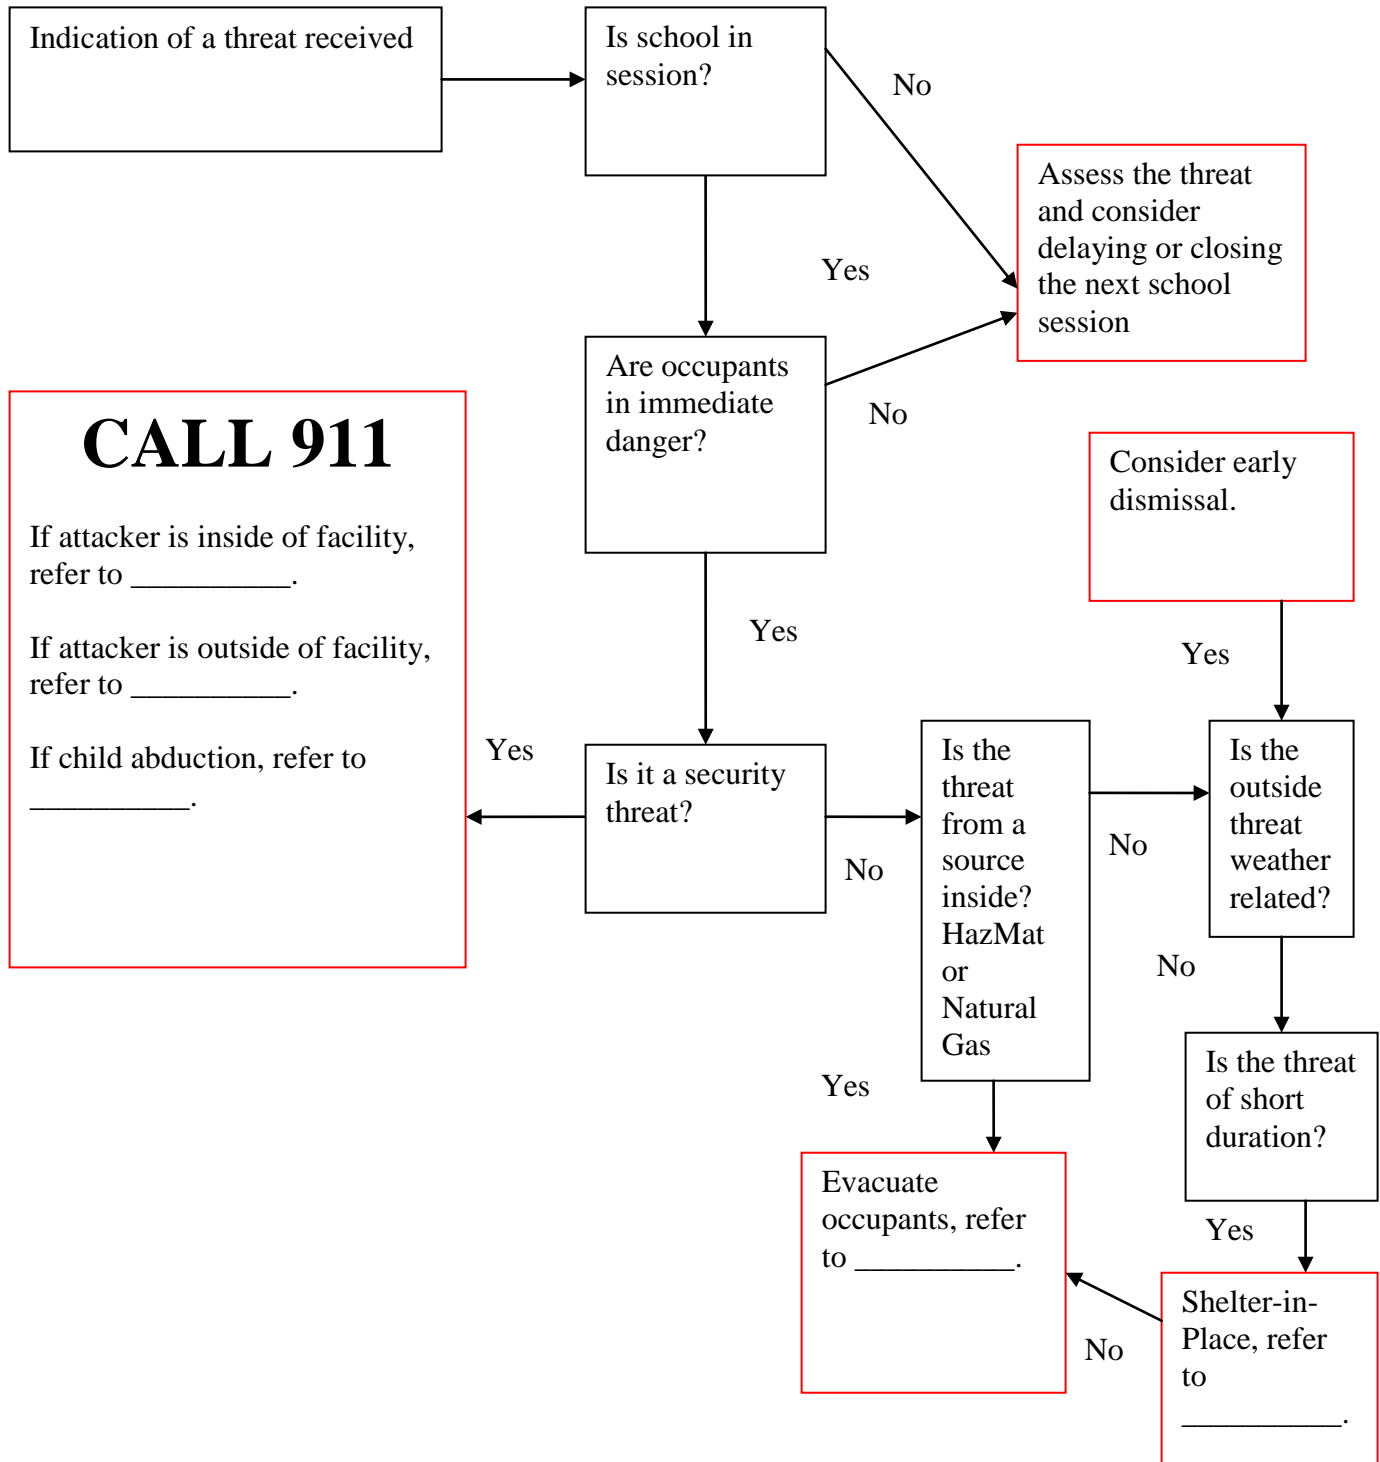 Indication of a threat received
Is school in
session?
No
Assess the threat
and consider
delaying or closing
the next school
session
Yes
Are occupants
in immediate
danger?
No
CALL 911
If attacker is inside of facility,
refer to __________.
If attacker is outside of facility,
refer to __________.
If child abduction, refer to
__________.
Consider early
dismissal.
Yes
Yes
Yes
Is it a security
threat?
No
Is the
threat
from a
source
inside?
HazMat
or
Natural
Gas
No
Is the
outside
threat
weather
related?
No
Is the threat
of short
duration?
Yes
Yes
Evacuate
occupants, refer
to __________.
No
Shelter-in-
Place, refer
to
__________.